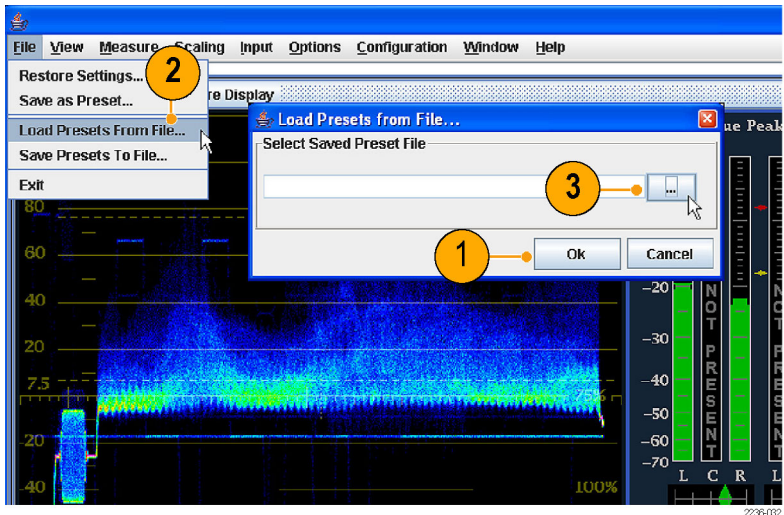 File View Measure Scaling Input Options Configuration Window Help
Restore Settings...
2
Save as Preset...
re Display
Load Presets From File...
Save Presets To File...
Exit
Load Presets from File...
ue Peak
Select Saved Preset File
3
...
1
Ok Cancel
80
60
40
20
7.5
75%
-20
-40
100%
-20
-30
-40
-50
-60
-70
NOT PRESENT
L C R L
2236-032